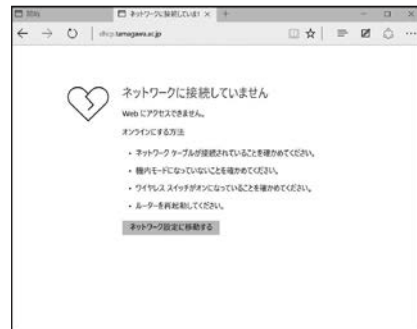 開始
ネットワークに接続していま!
shop.tamagawa.ac.jp
ネットワークに接続していません
Web にアクセスできません。
オンラインにする方法
• ネットワーク ケーブルが接続されていることを確かめてください。
• 機内モードになっていないことを確かめてください。
• ワイヤレス スイッチがオンになっていることを確かめてください。
• ルーターを再起動してください。
ネットワーク設定に移動する